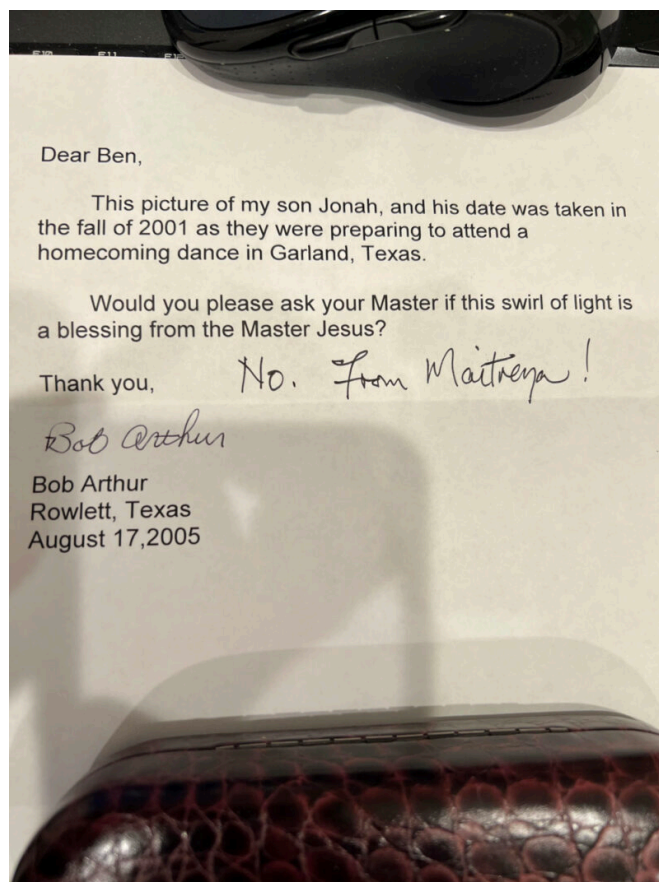 Dear Ben,
This picture of my son Jonah, and his date was taken in
the fall of 2001 as they were preparing to attend a
homecoming dance in Garland, Texas.
Would you please ask your Master if this swirl of light is
a blessing from the Master Jesus?
Thank you,
No. From Maitreya!
Bob Arthur
Bob Arthur
Rowlett, Texas
August 17,2005